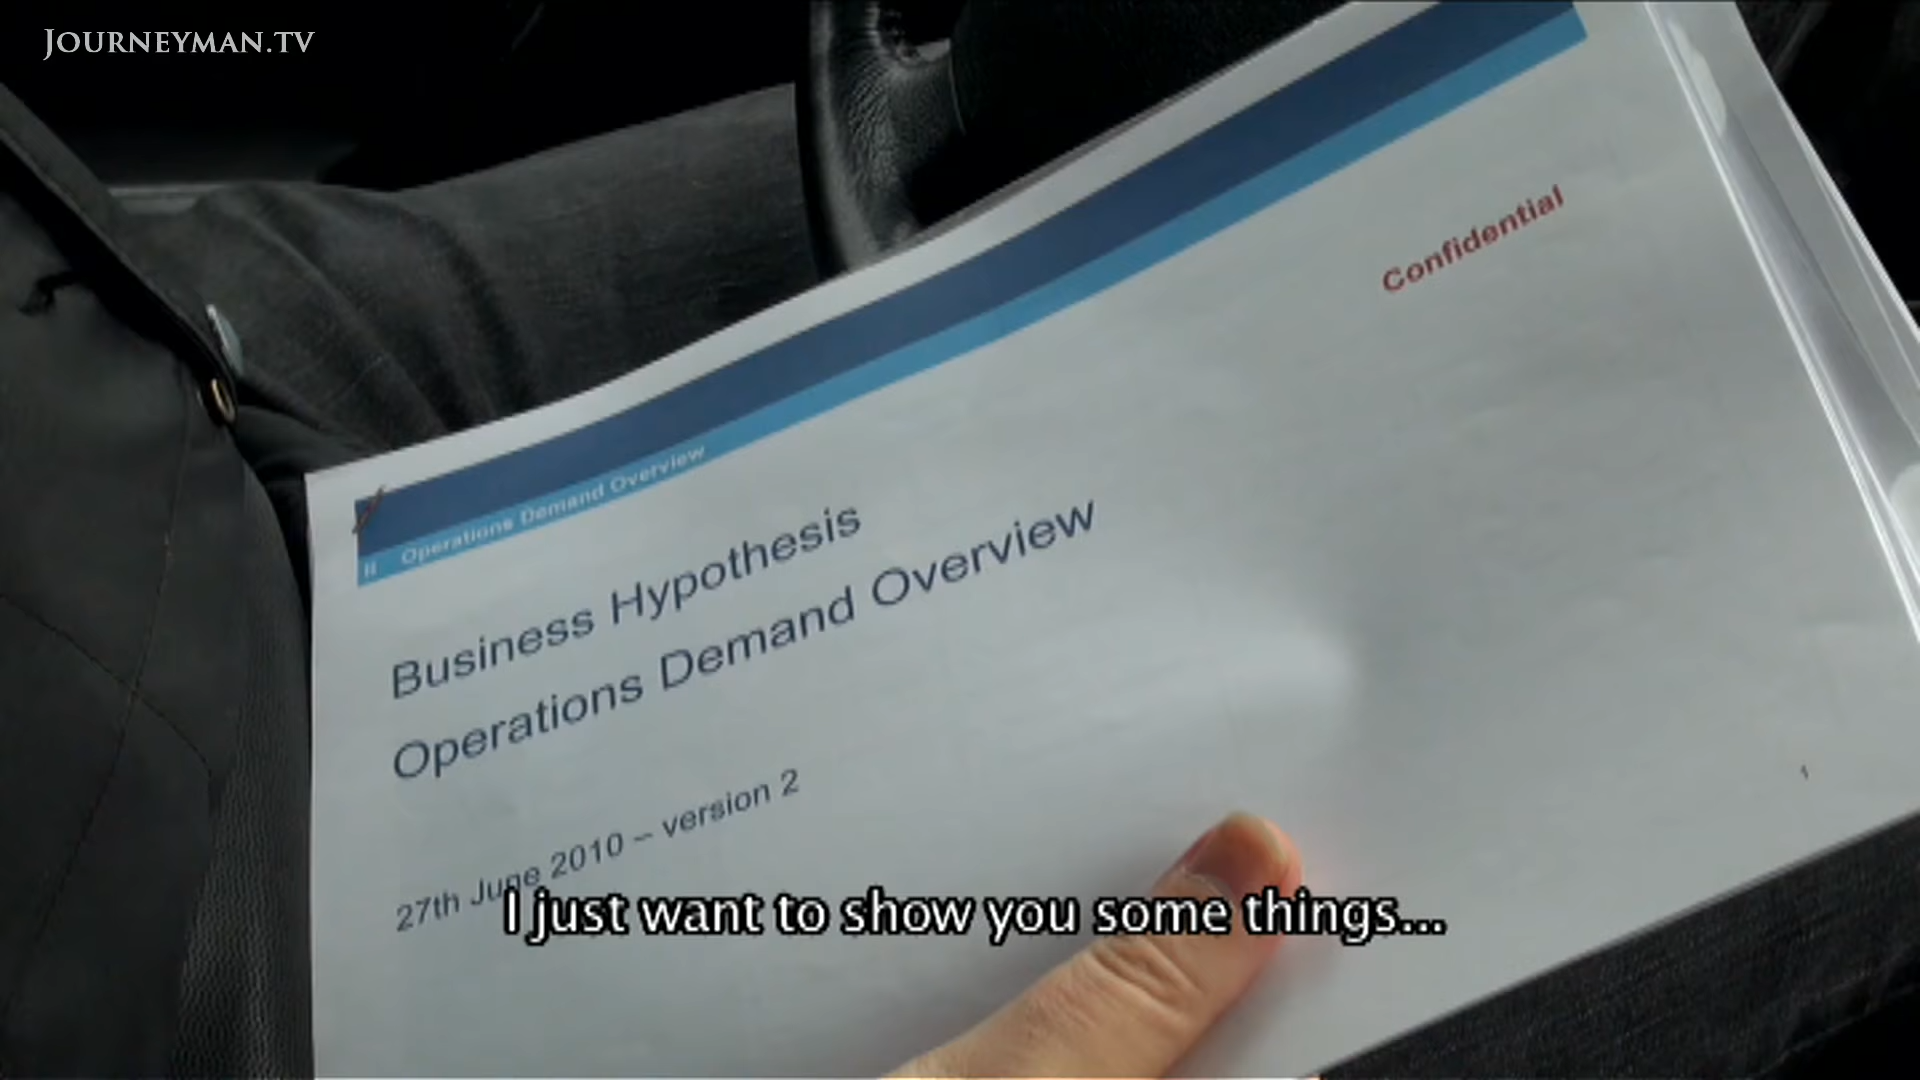 JOURNEYMAN.TV
Confidential
II Operations Demand Overview
Business Hypothesis
Operations Demand Overview
27th June 2010 – version 2
1
I just want to show you some things...